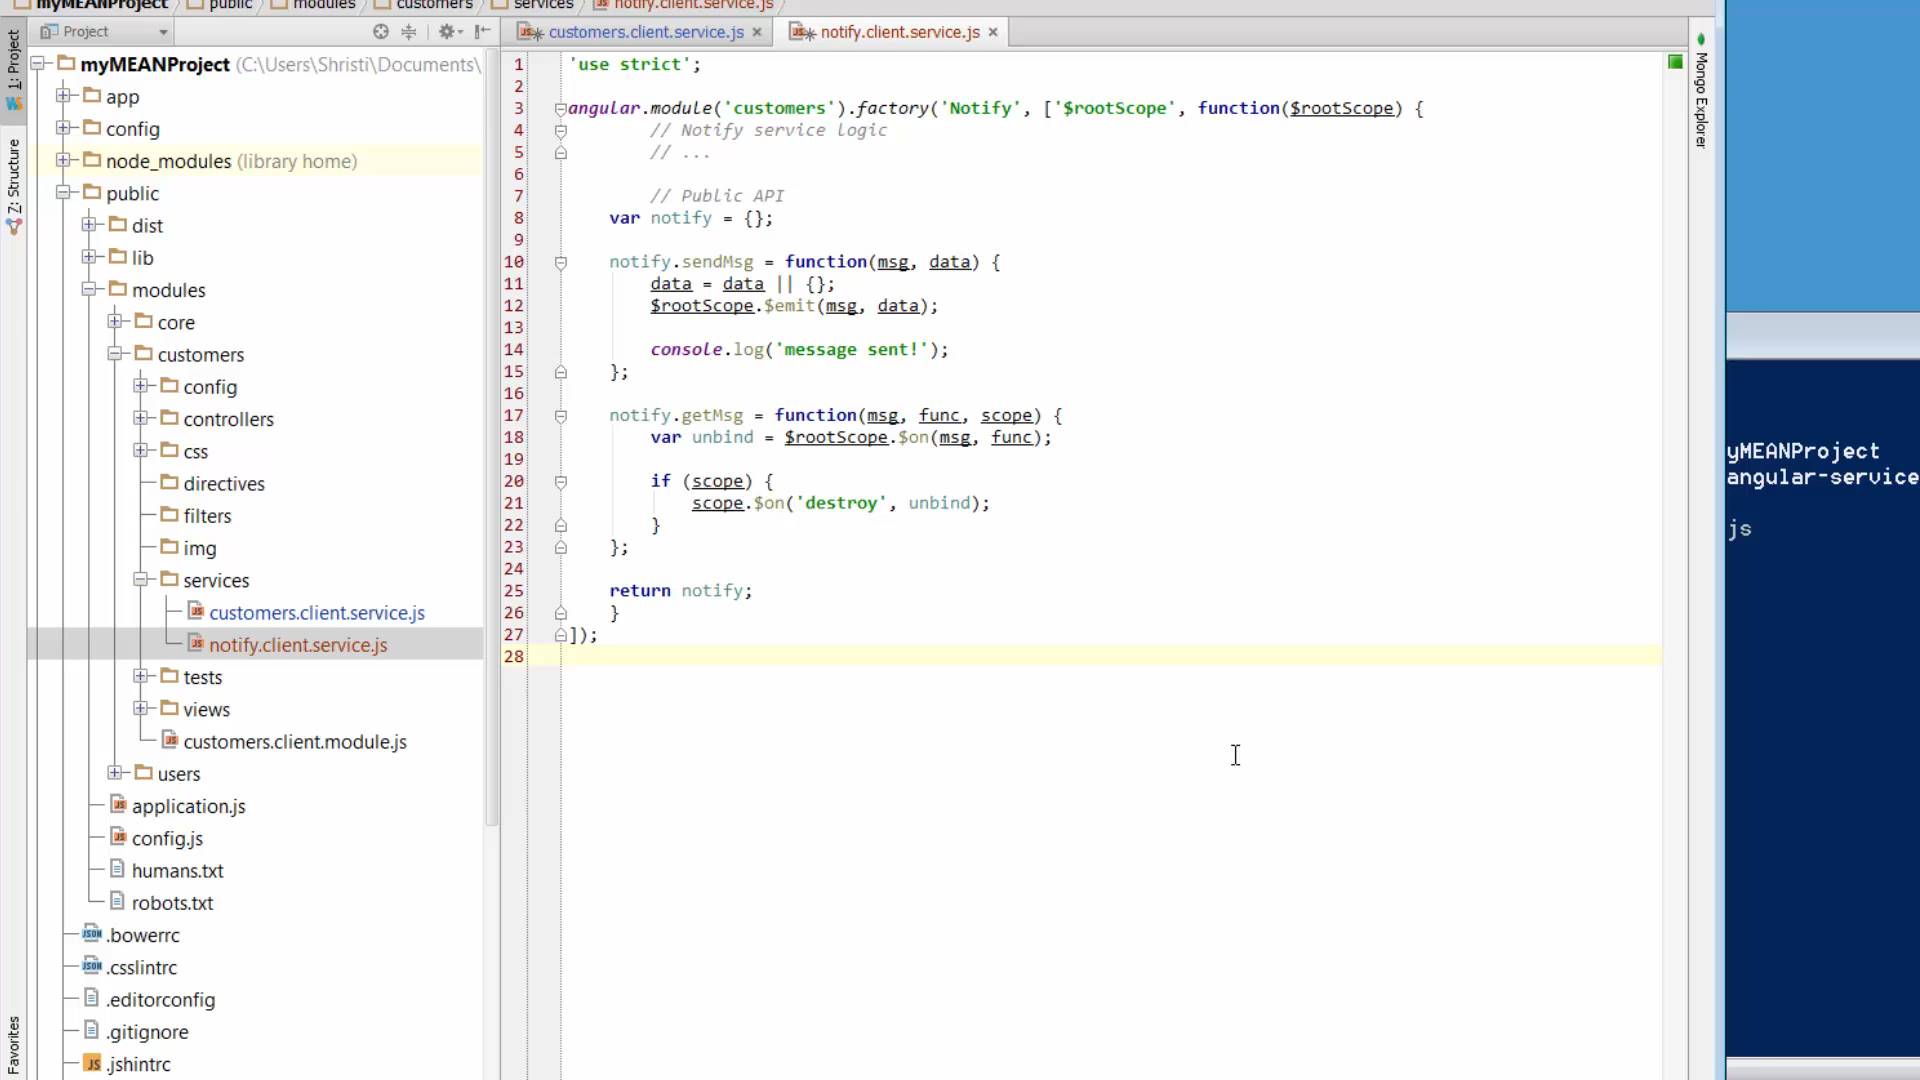 myMEANProject public modules customers services notify.client.service.js
Project
customers.client.service.js
notify.client.service.js
1: Project
Z: Structure
Favorites
Mongo Explorer
myMEANProject (C:\Users\Shristi\Documents\
app
config
node_modules (library home)
public
dist
lib
modules
core
customers
config
controllers
css
directives
filters
img
services
customers.client.service.js
notify.client.service.js
tests
views
customers.client.module.js
users
application.js
config.js
humans.txt
robots.txt
.bowerrc
.csslintrc
.editorconfig
.gitignore
.jshintrc
1 'use strict';
2
3 angular.module('customers').factory('Notify', ['$rootScope', function($rootScope) {
4 // Notify service logic
5 // ...
6
7 // Public API
8 var notify = {};
9
10 notify.sendMsg = function(msg, data) {
11 data = data || {};
12 $rootScope.$emit(msg, data);
13
14 console.log('message sent!');
15 };
16
17 notify.getMsg = function(msg, func, scope) {
18 var unbind = $rootScope.$on(msg, func);
19
20 if (scope) {
21 scope.$on('destroy', unbind);
22 }
23 };
24
25 return notify;
26 }
27 ]);
28
yMEANProject
angular-service
js